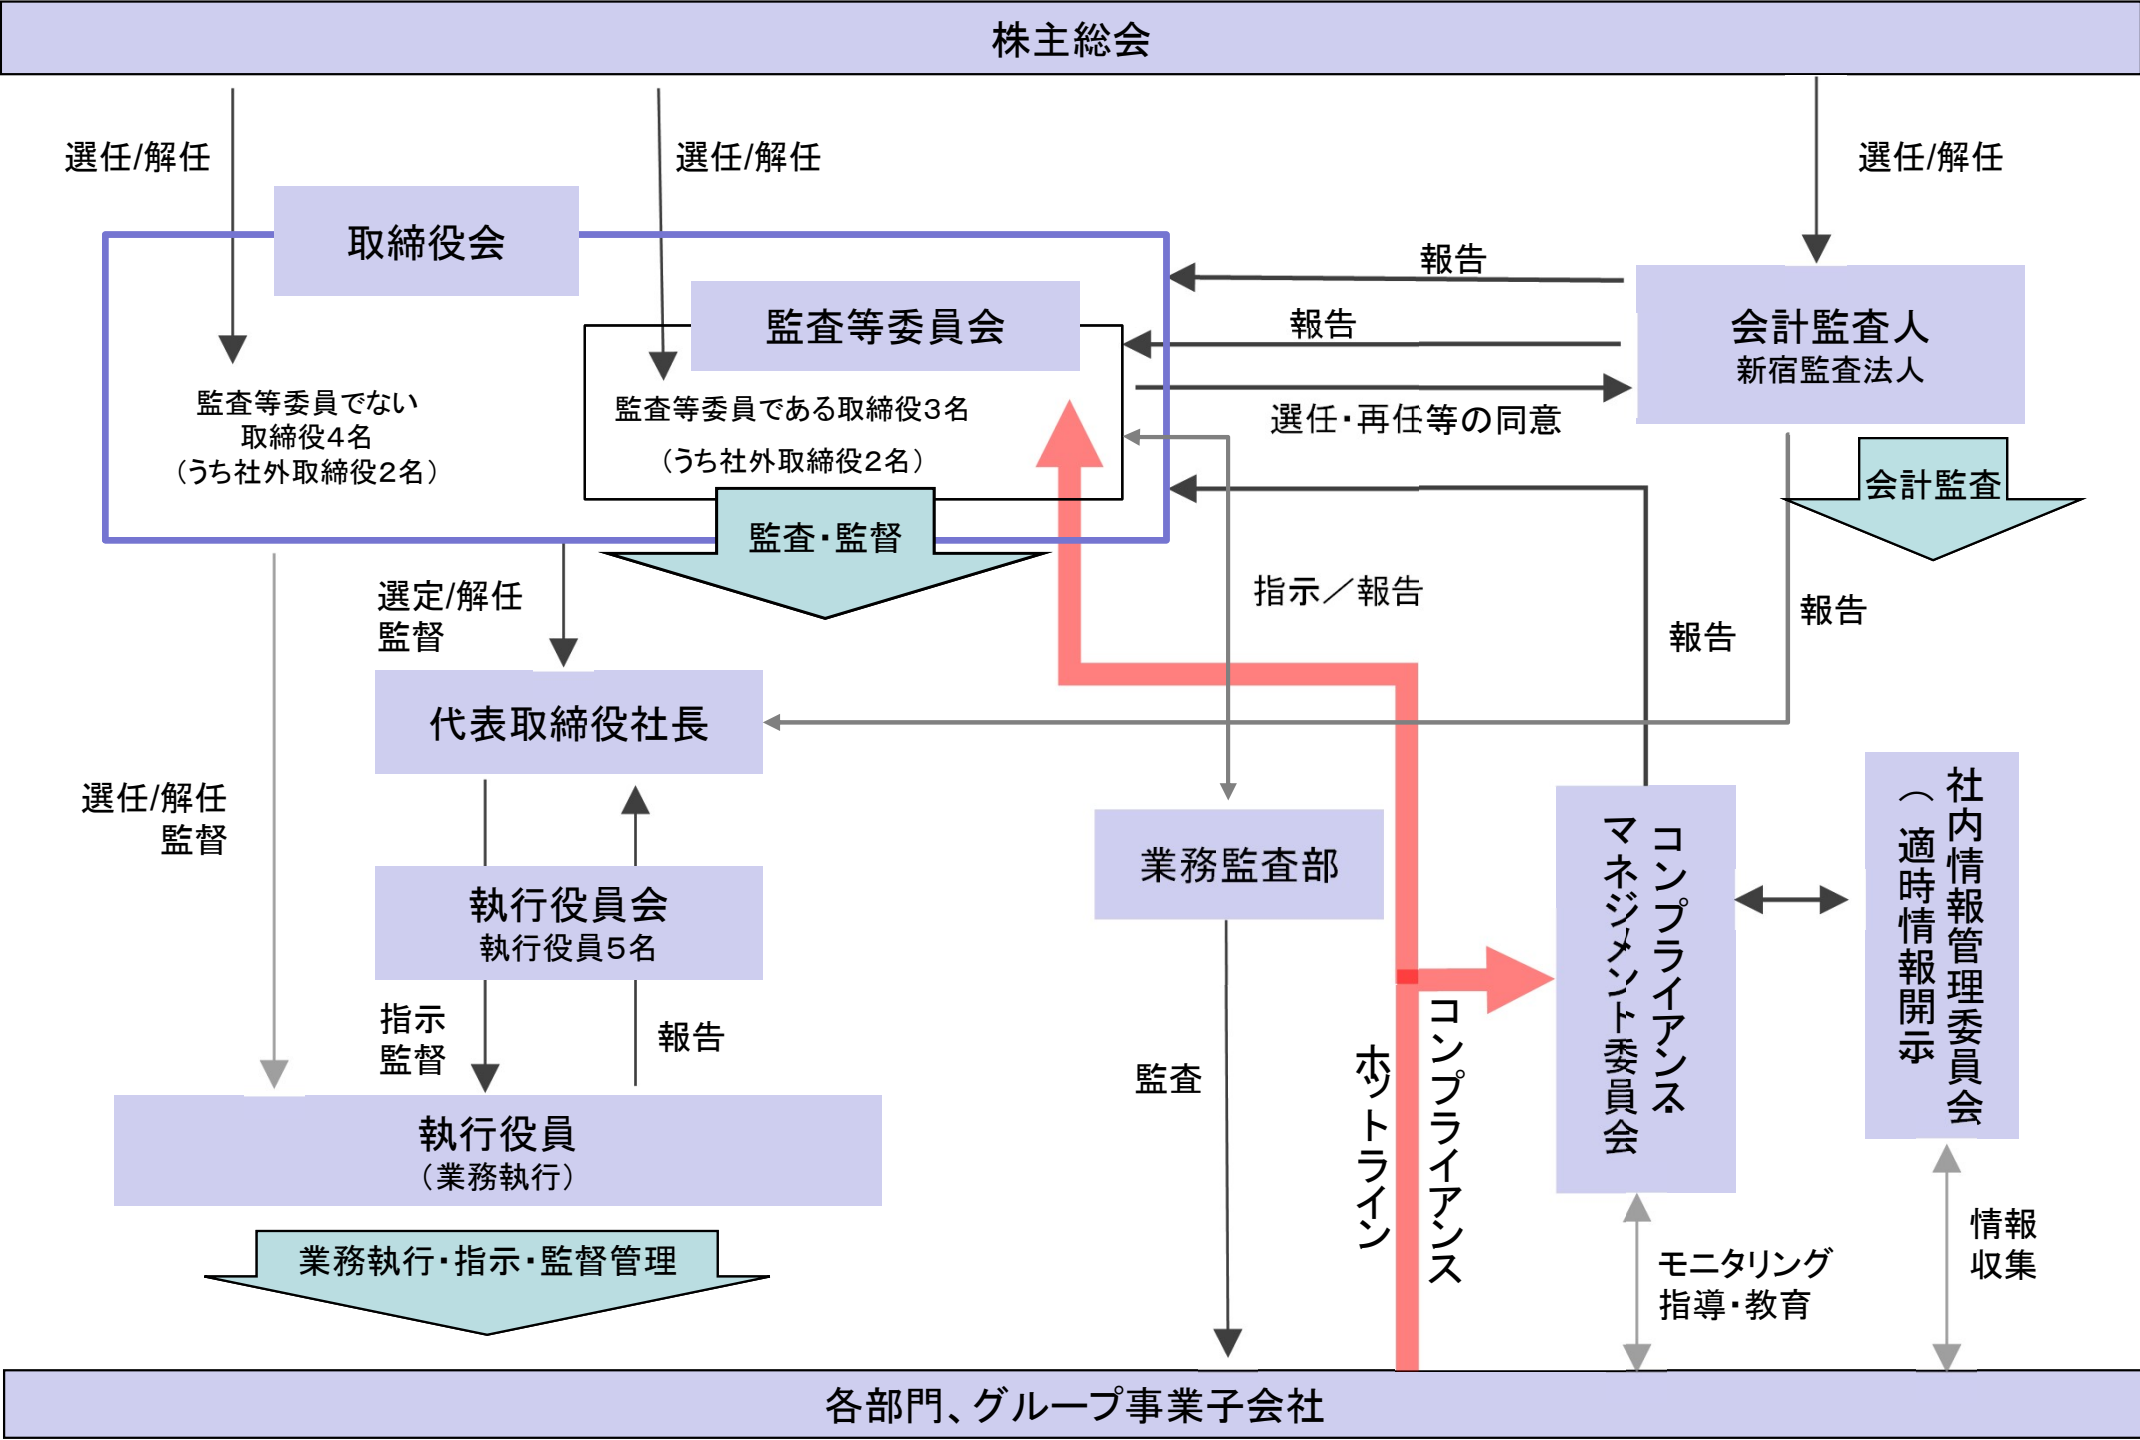 株主総会
選任/解任
選任/解任
選任/解任
取締役会
監査等委員会
監査等委員でない
取締役４名
（うち社外取締役２名）
監査等委員である取締役３名
（うち社外取締役２名）
報告
報告
選任・再任等の同意
会計監査人
新宿監査法人
会計監査
監査・監督
選定/解任
監督
指示／報告
報告
報告
代表取締役社長
選任/解任
監督
執行役員会
執行役員５名
指示
監督
報告
執行役員
（業務執行）
業務執行・指示・監督管理
業務監査部
監査
コンプライアンス
ホットライン
コンプライアンス・
マネジメント委員会
社内情報管理委員会
（適時情報開示
モニタリング
指導・教育
情報
収集
各部門、グループ事業子会社